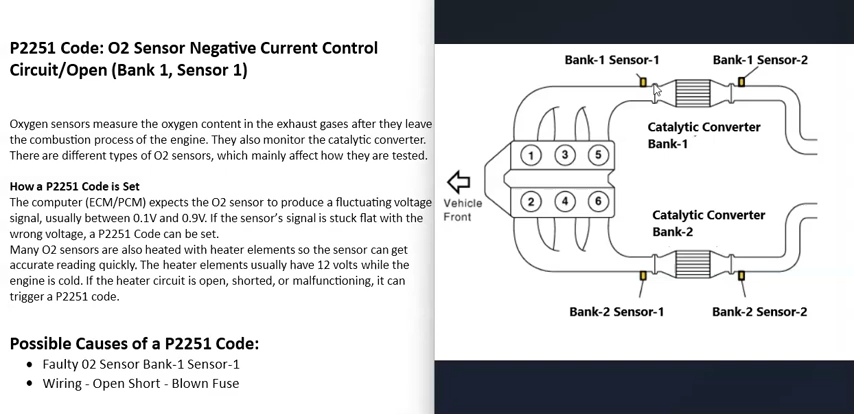 P2251 Code: O2 Sensor Negative Current Control
Circuit/Open (Bank 1, Sensor 1)
Oxygen sensors measure the oxygen content in the exhaust gases after they leave
the combustion process of the engine. They also monitor the catalytic converter.
There are different types of O2 sensors, which mainly affect how they are tested.
How a P2251 Code is Set
The computer (ECM/PCM) expects the O2 sensor to produce a fluctuating voltage
signal, usually between 0.1V and 0.9V. If the sensor's signal is stuck flat with the
wrong voltage, a P2251 Code can be set.
Many O2 sensors are also heated with heater elements so the sensor can get
accurate reading quickly. The heater elements usually have 12 volts while the
engine is cold. If the heater circuit is open, shorted, or malfunctioning, it can
trigger a P2251 code.
Possible Causes of a P2251 Code:
• Faulty 02 Sensor Bank-1 Sensor-1
• Wiring - Open Short - Blown Fuse
Bank-1 Sensor-1
Bank-1 Sensor-2
Catalytic Converter
Bank-1
1 3 5
Vehicle
Front
2 4 6
Catalytic Converter
Bank-2
Bank-2 Sensor-1
Bank-2 Sensor-2